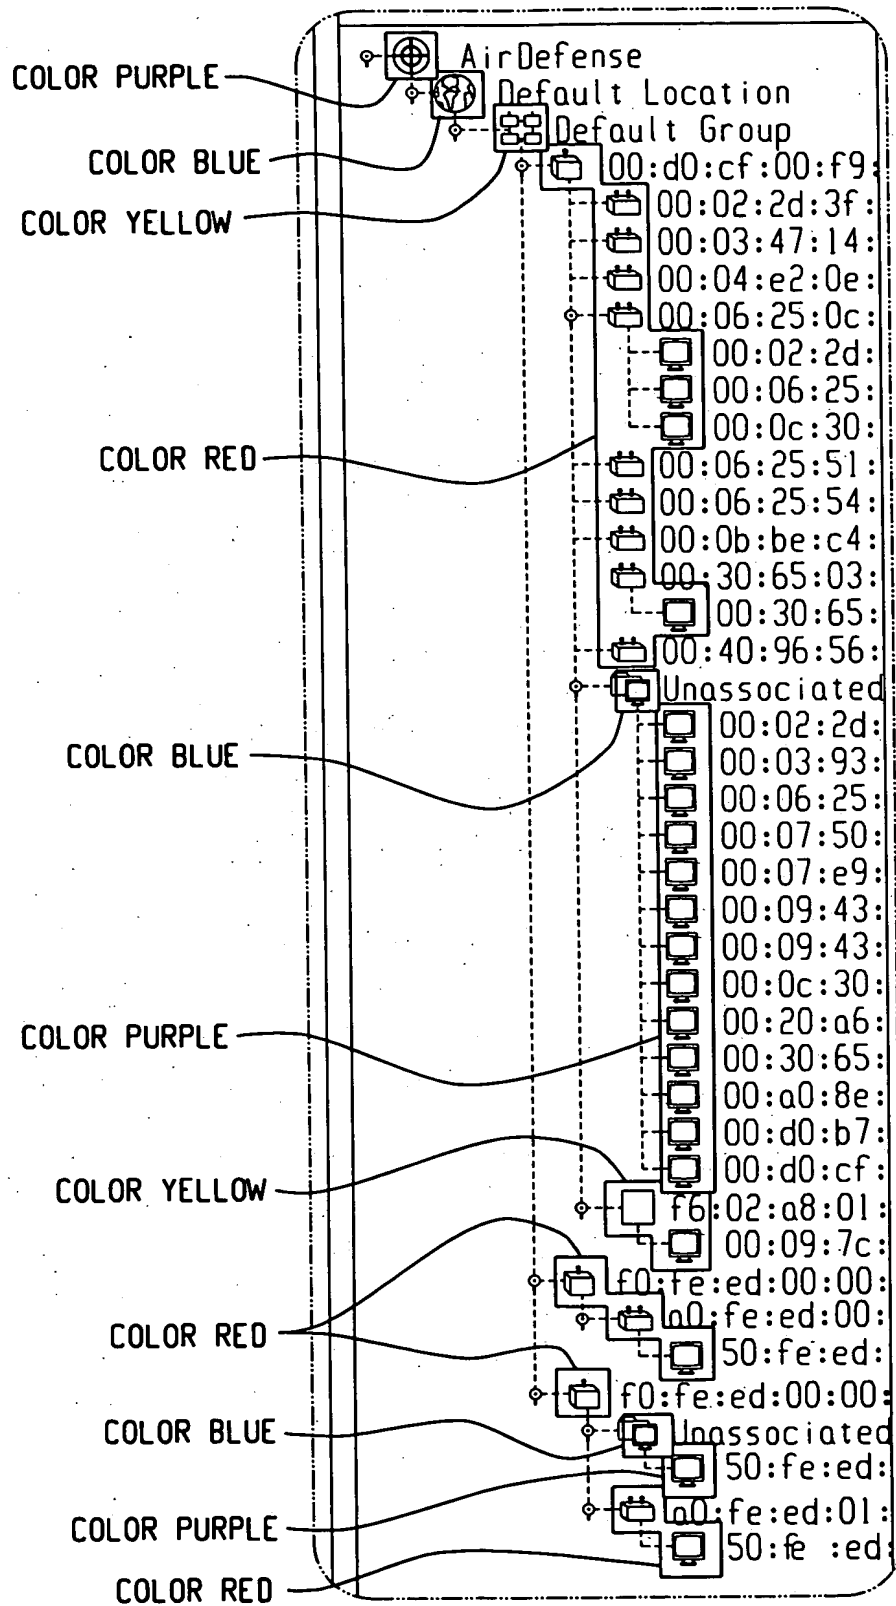 AirDefense
COLOR PURPLE
Default Location
Default Group
COLOR BLUE
00:d0:cf:00:f9:
00:02:2d:3f:
COLOR YELLOW
00:03:47:14:
00:04:e2:0e:
00:06:25:0c:
00:02:2d:
00:06:25:
00:0c:30:
COLOR RED
00:06:25:51:
00:06:25:54:
00:0b:be:c4:
00:30:65:03:
00:30:65:
00:40:96:56:
Unassociated
00:02:2d:
COLOR BLUE
00:03:93:
00:06:25:
00:07:50:
00:07:e9:
00:09:43:
00:09:43:
00:0c:30:
00:20:a6:
COLOR PURPLE
00:30:65:
00:a0:8e:
00:d0:b7:
00:d0:cf:
COLOR YELLOW
f6:02:a8:01:
00:09:7c:
f0:fe:ed:00:00:
a0:fe:ed:00:
COLOR RED
50:fe:ed:
f0:fe:ed:00:00:
COLOR BLUE
Unassociated
50:fe:ed:
a0:fe:ed:01:
COLOR PURPLE
50:fe :ed:
COLOR RED